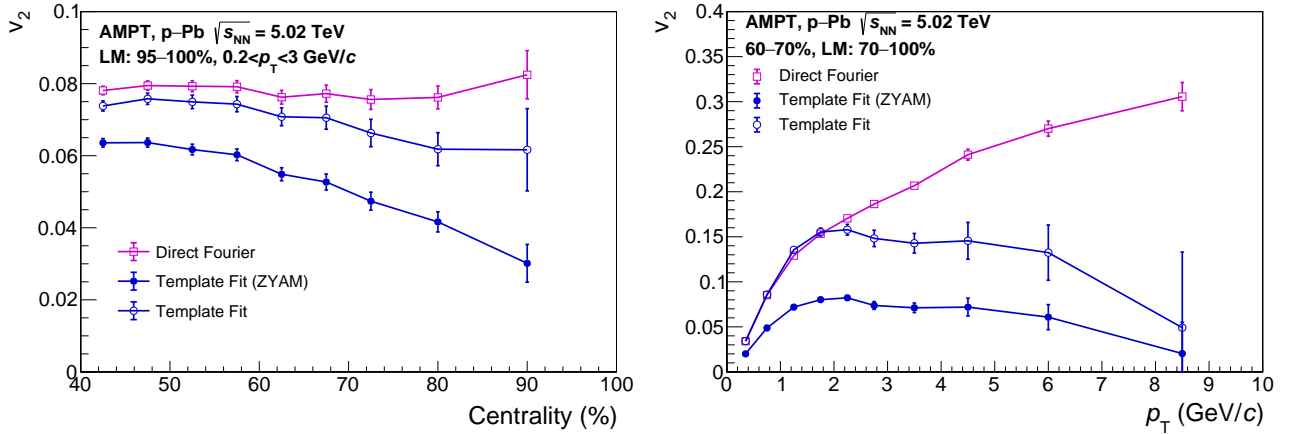 v2
0.1
0.08
0.06
0.04
0.02
0.00
AMPT, p–Pb √sNN = 5.02 TeV
LM: 95–100%, 0.2<pT<3 GeV/c
Direct Fourier
Template Fit (ZYAM)
Template Fit
40 50 60 70 80 90 100
Centrality (%)
v2
0.4
0.35
0.3
0.25
0.2
0.15
0.1
0.05
0
AMPT, p–Pb √sNN = 5.02 TeV
60–70%, LM: 70–100%
Direct Fourier
Template Fit (ZYAM)
Template Fit
0 1 2 3 4 5 6 7 8 9 10
pT (GeV/c)